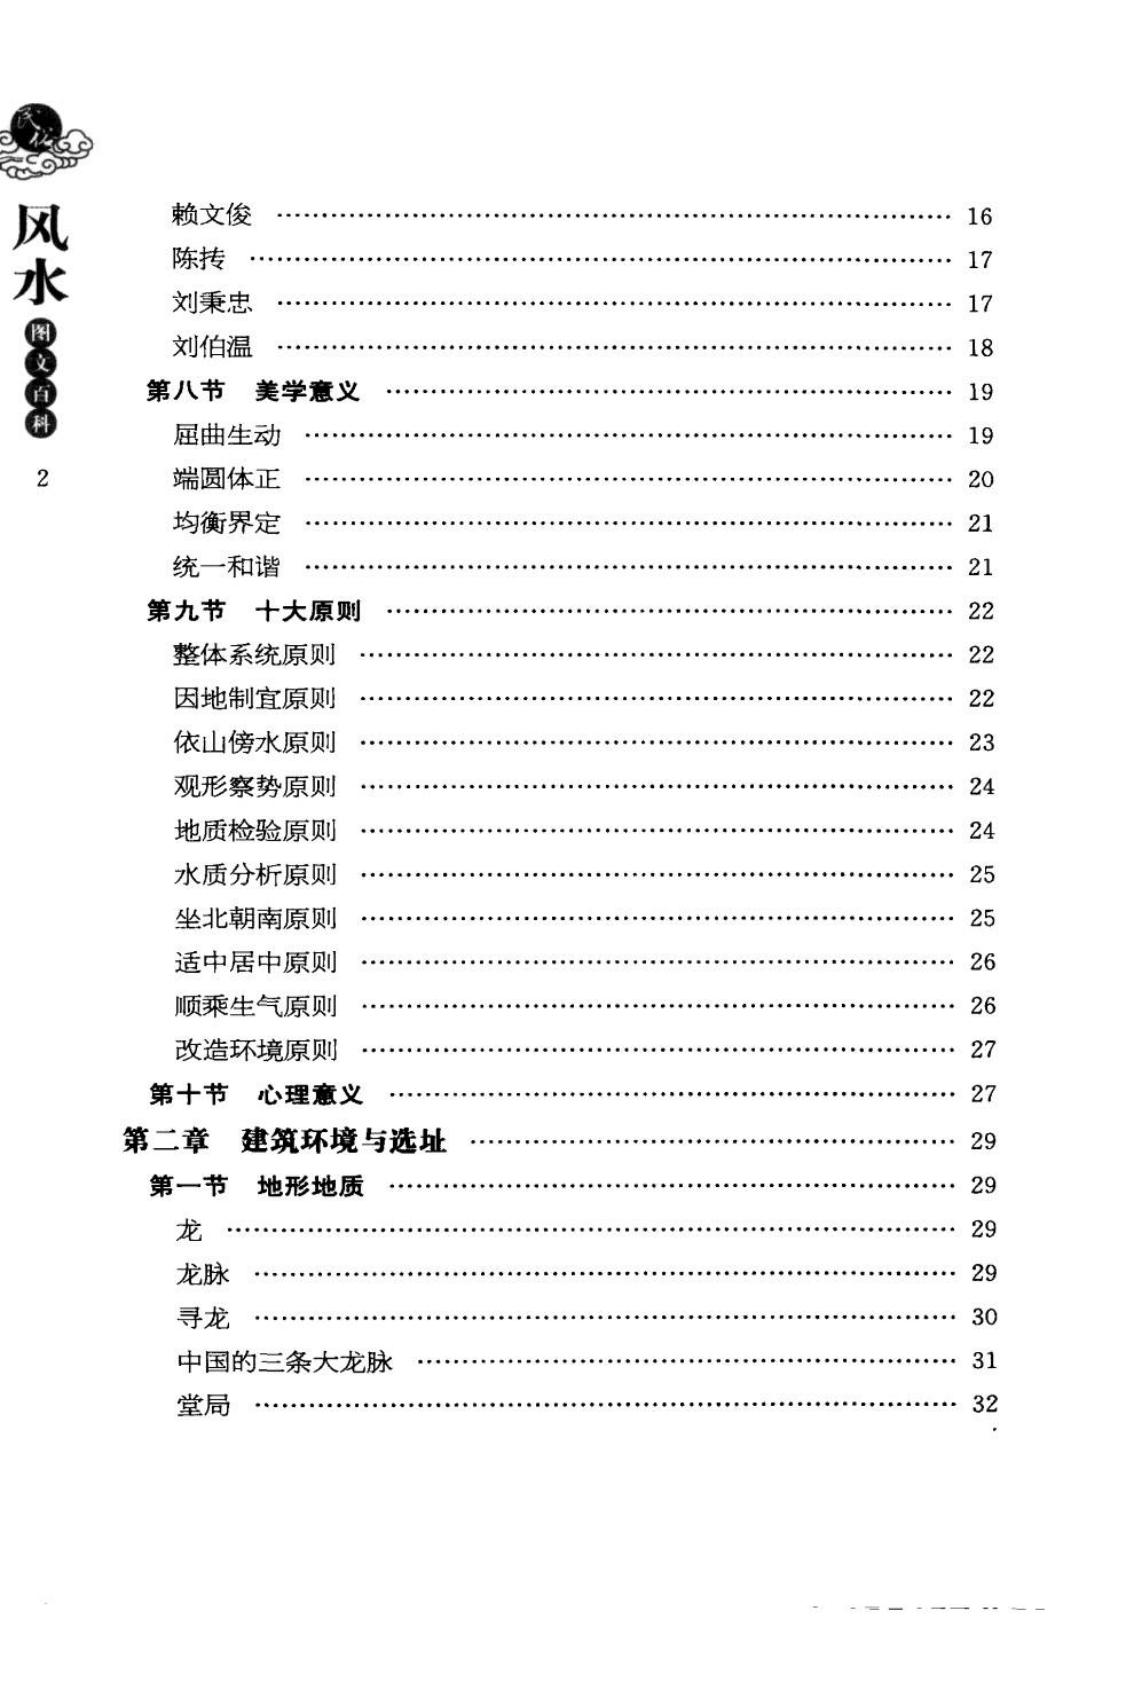 民俗
风水
图文百科
2
赖文俊 …… 16
陈抟 …… 17
刘秉忠 …… 17
刘伯温 …… 18
第八节 美学意义 …… 19
屈曲生动 …… 19
端圆体正 …… 20
均衡界定 …… 21
统一和谐 …… 21
第九节 十大原则 …… 22
整体系统原则 …… 22
因地制宜原则 …… 22
依山傍水原则 …… 23
观形察势原则 …… 24
地质检验原则 …… 24
水质分析原则 …… 25
坐北朝南原则 …… 25
适中居中原则 …… 26
顺乘生气原则 …… 26
改造环境原则 …… 27
第十节 心理意义 …… 27
第二章 建筑环境与选址 …… 29
第一节 地形地质 …… 29
龙 …… 29
龙脉 …… 29
寻龙 …… 30
中国的三条大龙脉 …… 31
堂局 …… 32